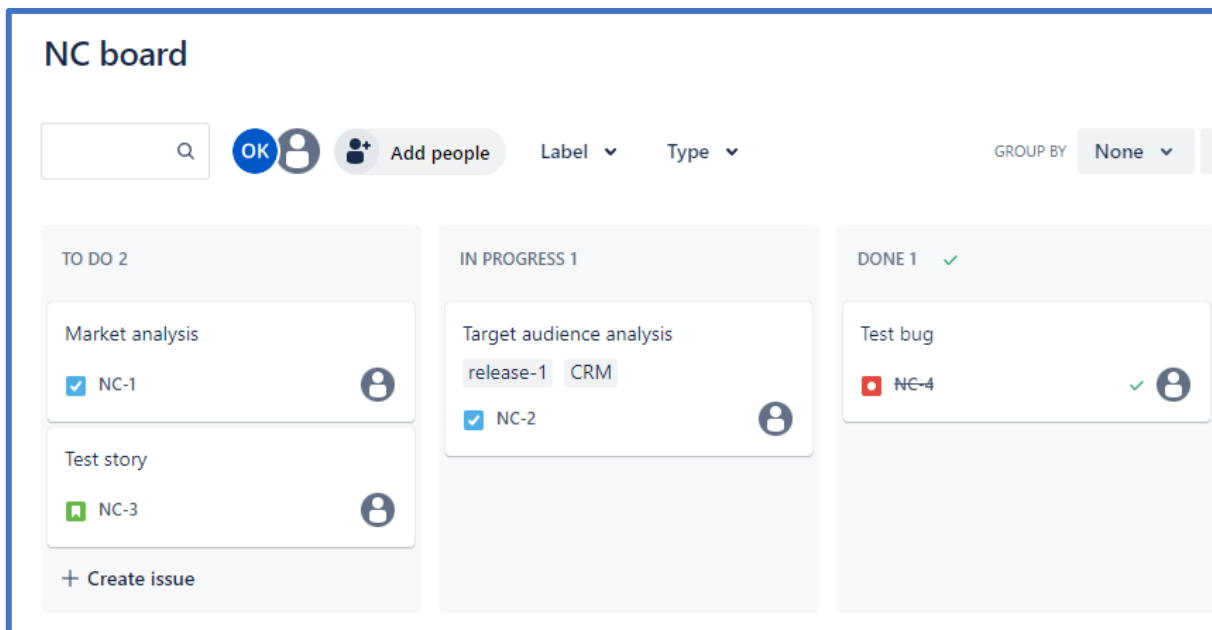 NC board
OK Add people Label Type GROUP BY None
TO DO 2
Market analysis
NC-1
Test story
NC-3
+ Create issue
IN PROGRESS 1
Target audience analysis
release-1 CRM
NC-2
DONE 1
Test bug
NC-4